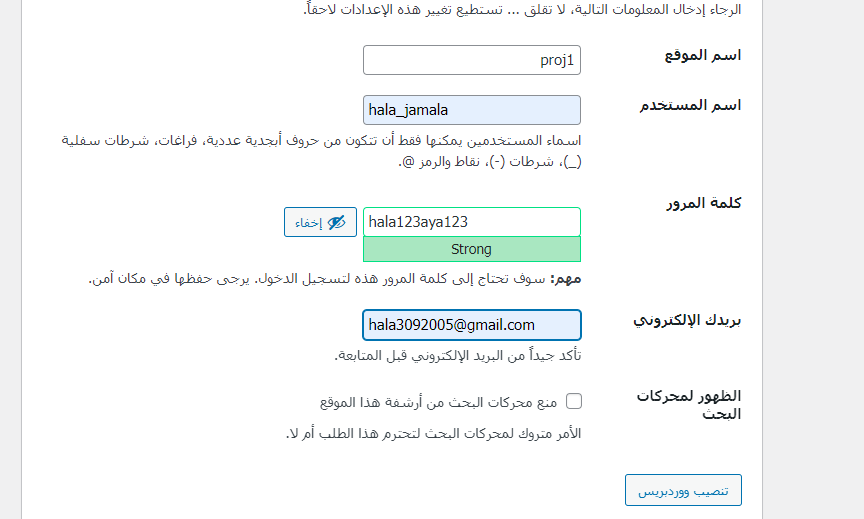 الرجاء إدخال المعلومات التالية، لا تقلق ... تستطيع تغيير هذه الإعدادات لاحقاً.
اسم الموقع
proj1
اسم المستخدم
hala_jamala
اسماء المستخدمين يمكنها فقط أن تتكون من حروف أبجدية عددية، فراغات، شرطات سفلية
(_)، شرطات (-)، نقاط والرمز @.
كلمة المرور
hala123aya123
إخفاء
Strong
مهم: سوف تحتاج إلى كلمة المرور هذه لتسجيل الدخول. يرجى حفظها في مكان آمن.
بريدك الإلكتروني
hala3092005@gmail.com
تأكد جيداً من البريد الإلكتروني قبل المتابعة.
الظهور لمحركات
البحث
منع محركات البحث من أرشفة هذا الموقع
الأمر متروك لمحركات البحث لتحترم هذا الطلب أم لا.
تنصيب ووردبريس